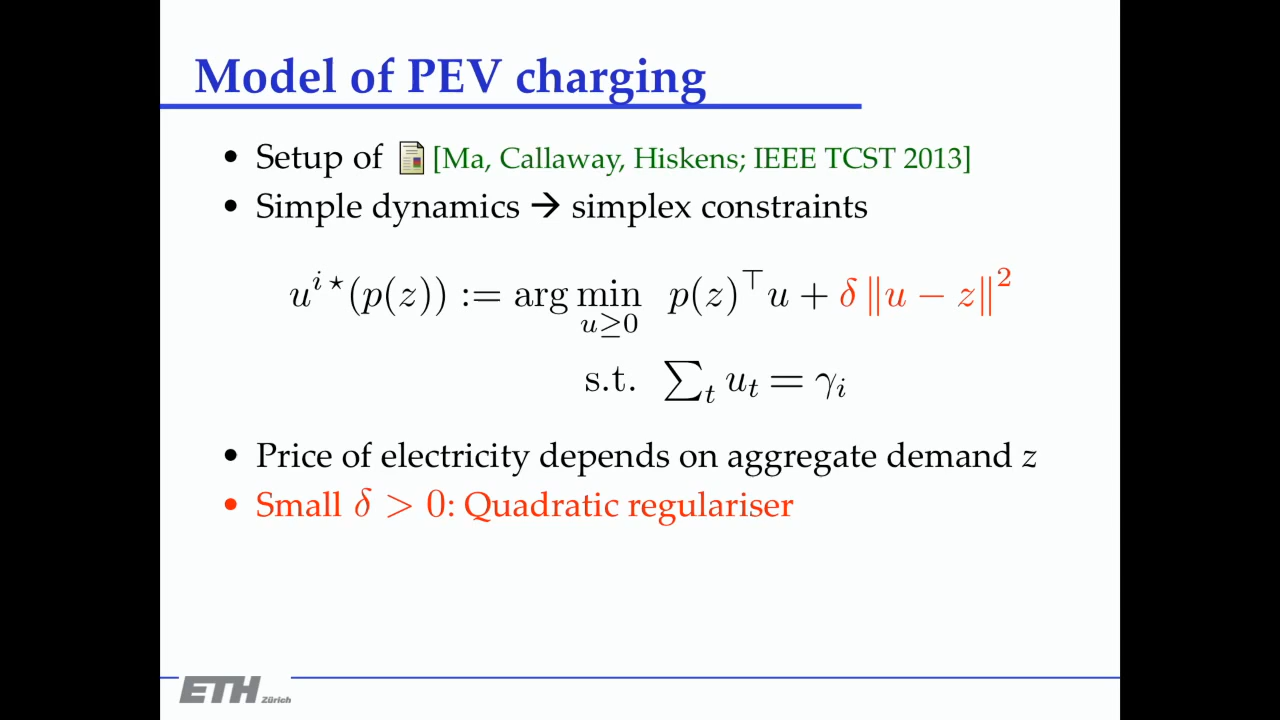 Model of PEV charging
• Setup of [Ma, Callaway, Hiskens; IEEE TCST 2013]
• Simple dynamics → simplex constraints
u^{i ⋆}(p(z)) := arg min_{u≥0} p(z)^⊤ u + δ ‖u − z‖²
s.t. ∑_t u_t = γ_i
• Price of electricity depends on aggregate demand z
• Small δ > 0: Quadratic regulariser
ETH Zürich